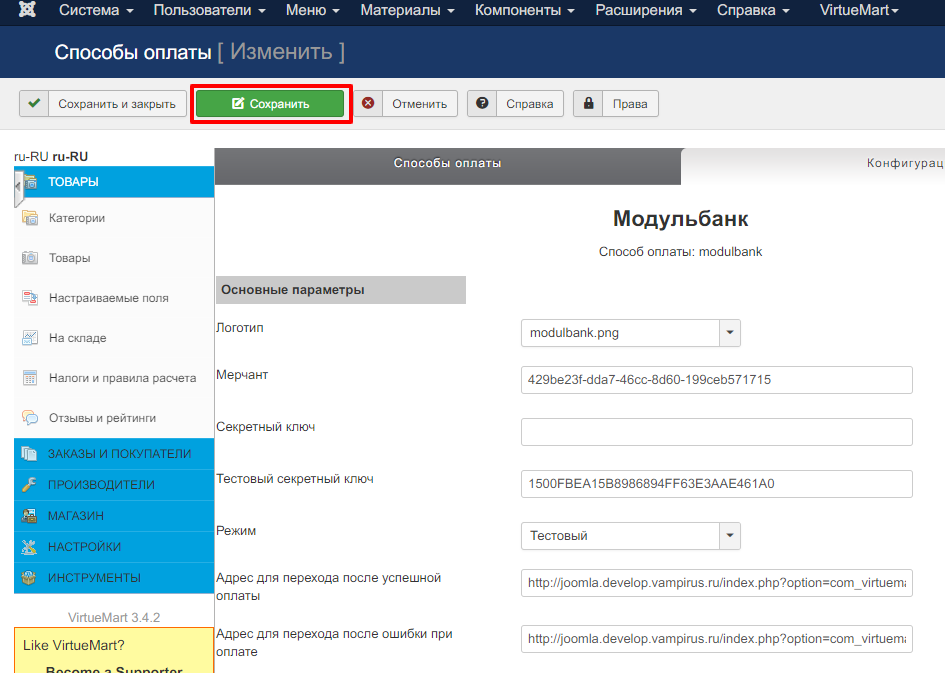 Система Пользователи Меню Материалы Компоненты Расширения Справка VirtueMart
Способы оплаты [ Изменить ]
Сохранить и закрыть Сохранить Отменить Справка Права
ru-RU ru-RU
ТОВАРЫ
Категории
Товары
Настраиваемые поля
На складе
Налоги и правила расчета
Отзывы и рейтинги
ЗАКАЗЫ И ПОКУПАТЕЛИ
ПРОИЗВОДИТЕЛИ
МАГАЗИН
НАСТРОЙКИ
ИНСТРУМЕНТЫ
VirtueMart 3.4.2
Like VirtueMart?
Become a Supporter
Способы оплаты Конфигурац
Модульбанк
Способ оплаты: modulbank
Основные параметры
Логотип modulbank.png
Мерчант 429be23f-dda7-46cc-8d60-199ceb571715
Секретный ключ
Тестовый секретный ключ 1500FBEA15B8986894FF63E3AAE461A0
Режим Тестовый
Адрес для перехода после успешной
оплаты
http://joomla.develop.vampirus.ru/index.php?option=com_virtuema
Адрес для перехода после ошибки при
оплате
http://joomla.develop.vampirus.ru/index.php?option=com_virtuema